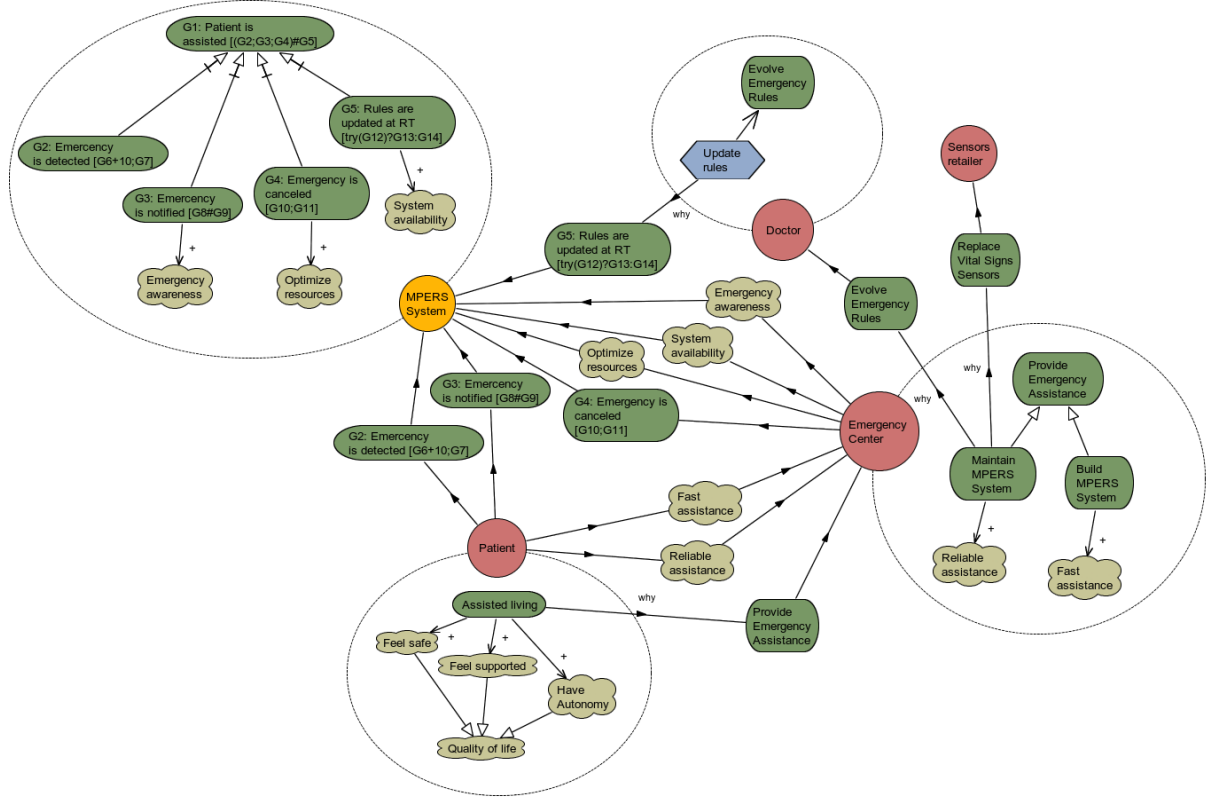 G1: Patient is
assisted [(G2;G3;G4)#G5]
G2: Emercency
is detected [G6+10;G7]
G3: Emercency
is notified [G8#G9]
G4: Emergency is
canceled
[G10;G11]
G5: Rules are
updated at RT
[try(G12)?G13:G14]
+
System
availability
+
Emergency
awareness
+
Optimize
resources
MPERS
System
Evolve
Emergency
Rules
Update
rules
why
G5: Rules are
updated at RT
[try(G12)?G13:G14]
Doctor
Sensors
retailer
Replace
Vital Signs
Sensors
Evolve
Emergency
Rules
Emergency
awareness
System
availability
Optimize
resources
G3: Emercency
is notified [G8#G9]
G4: Emergency is
canceled
[G10;G11]
G2: Emercency
is detected [G6+10;G7]
Emergency
Center
why
why
Provide
Emergency
Assistance
Maintain
MPERS
System
Build
MPERS
System
+
Reliable
assistance
+
Fast
assistance
Fast
assistance
Patient
Reliable
assistance
Assisted living
why
Provide
Emergency
Assistance
+
Feel safe
+
Feel supported
+
Have
Autonomy
Quality of life